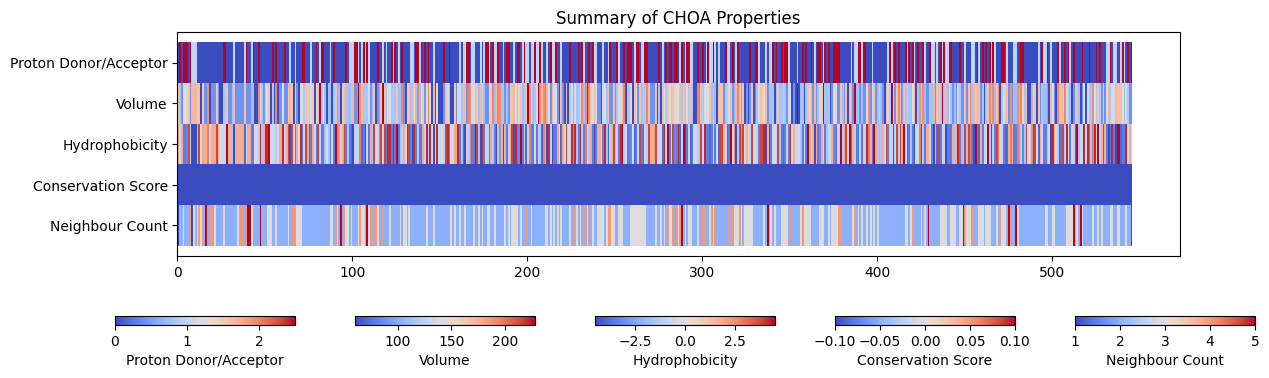 Summary of CHOA Properties
Proton Donor/Acceptor
Volume
Hydrophobicity
Conservation Score
Neighbour Count
0 100 200 300 400 500
0 1 2
Proton Donor/Acceptor
100 150 200
Volume
−2.5 0.0 2.5
Hydrophobicity
−0.10 −0.05 0.00 0.05 0.10
Conservation Score
1 2 3 4 5
Neighbour Count